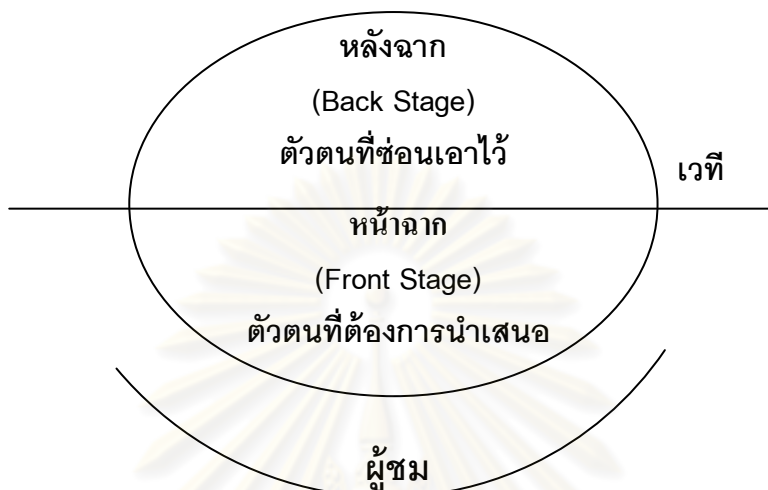 หลังฉาก
(Back Stage)
ตัวตนที่ซ่อนเอาไว้
เวที
หน้าฉาก
(Front Stage)
ตัวตนที่ต้องการนำเสนอ
ผู้ชม